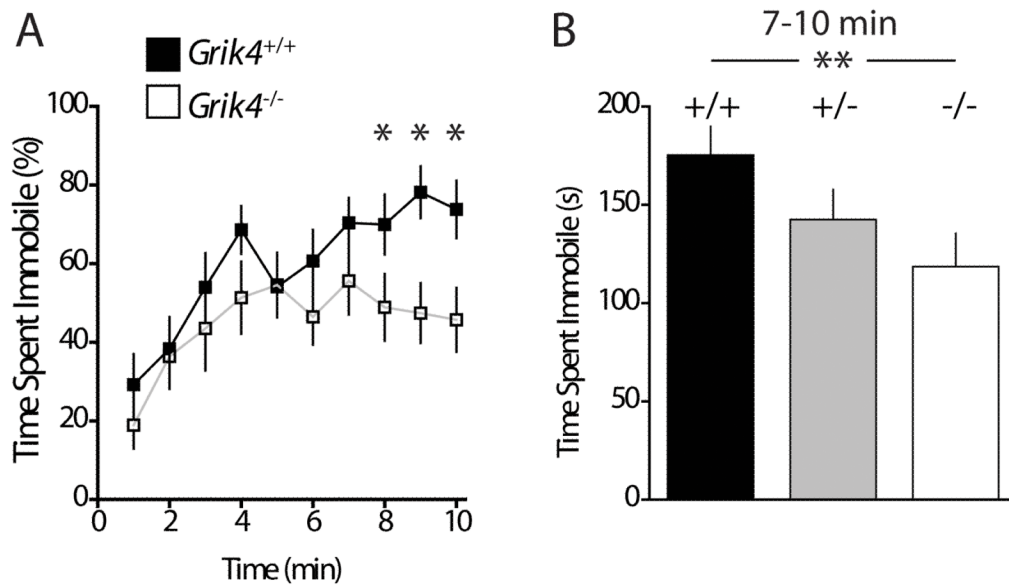 A
Grik4+/+
Grik4-/-
100
80
60
40
20
0
* * *
0 2 4 6 8 10
Time Spent Immobile (%)
Time (min)
B
7-10 min
**
+/+ +/- -/-
200
150
100
50
0
Time Spent Immobile (s)